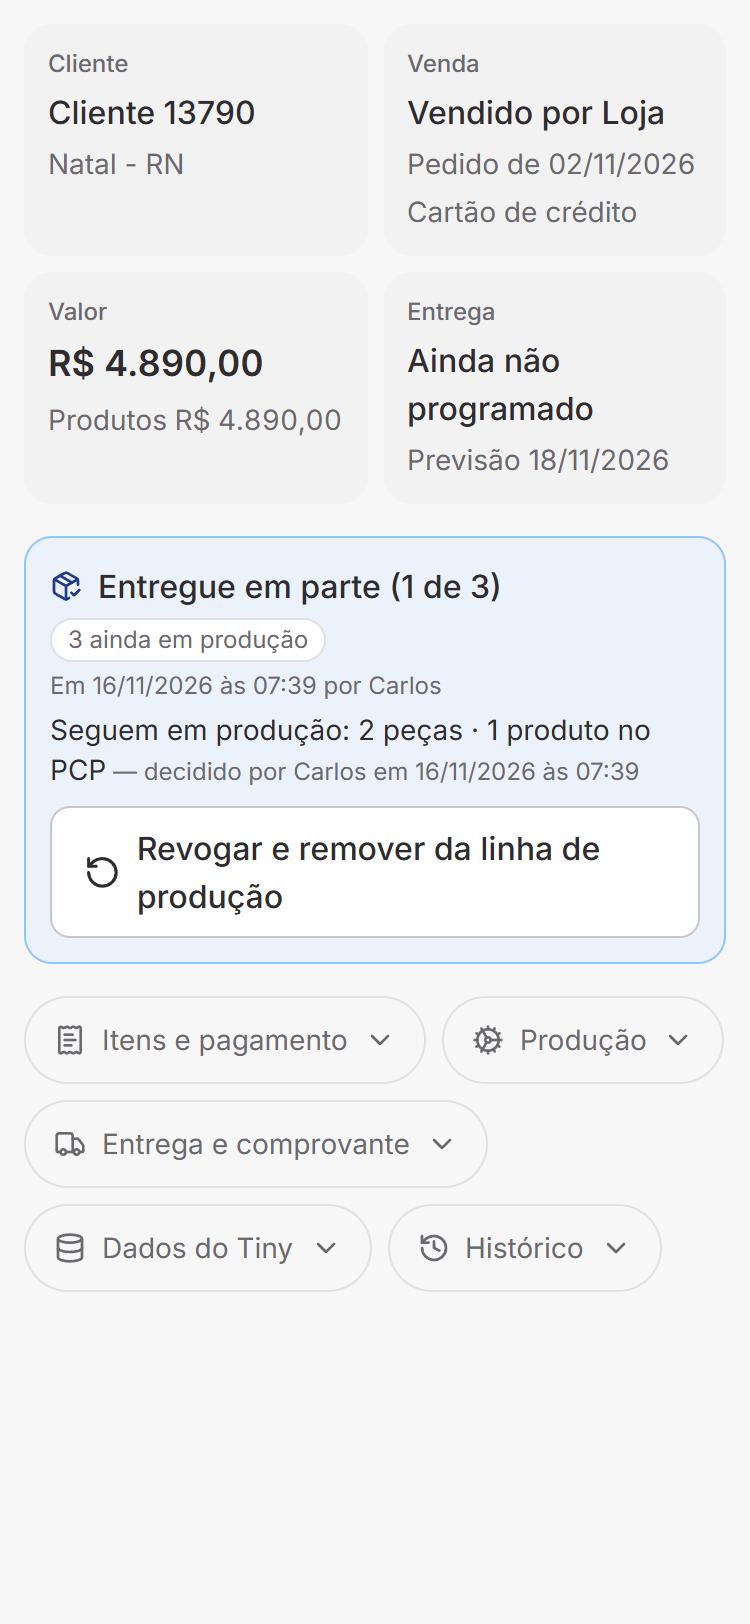 Cliente
Cliente 13790
Natal - RN
Venda
Vendido por Loja
Pedido de 02/11/2026
Cartão de crédito
Valor
R$ 4.890,00
Produtos R$ 4.890,00
Entrega
Ainda não
programado
Previsão 18/11/2026
Entregue em parte (1 de 3)
3 ainda em produção
Em 16/11/2026 às 07:39 por Carlos
Seguem em produção: 2 peças · 1 produto no
PCP — decidido por Carlos em 16/11/2026 às 07:39
Revogar e remover da linha de
produção
Itens e pagamento
Produção
Entrega e comprovante
Dados do Tiny
Histórico